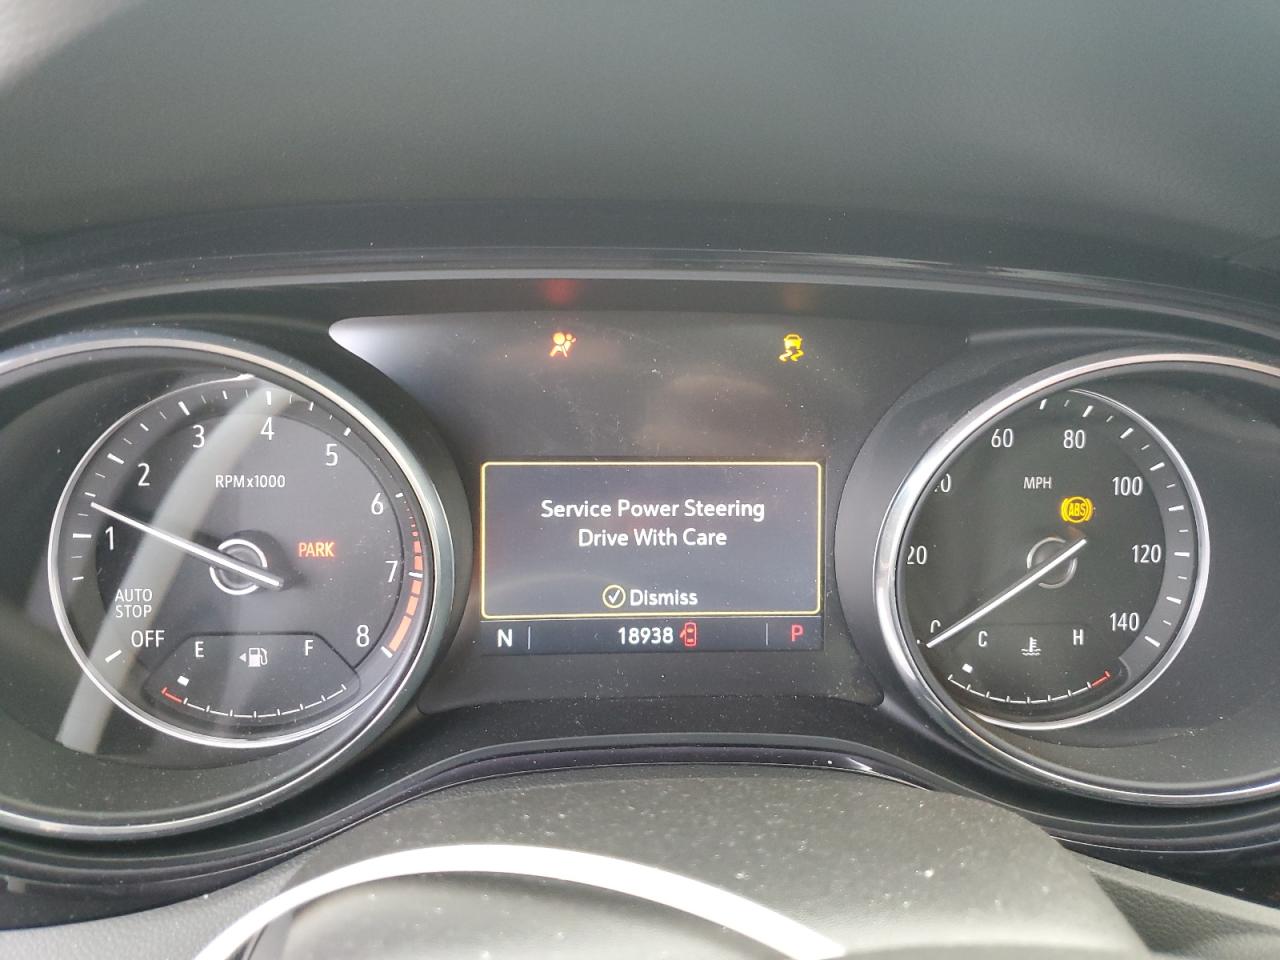 1
2
3
4
5
6
7
8
RPMx1000
PARK
AUTO
STOP
OFF
E
F
Service Power Steering
Drive With Care
Dismiss
N
18938
P
20
60
80
100
120
140
MPH
ABS
C
H